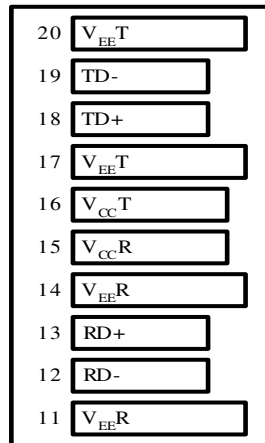 20 VEET
19 TD-
18 TD+
17 VEET
16 VCCT
15 VCCR
14 VEER
13 RD+
12 RD-
11 VEER